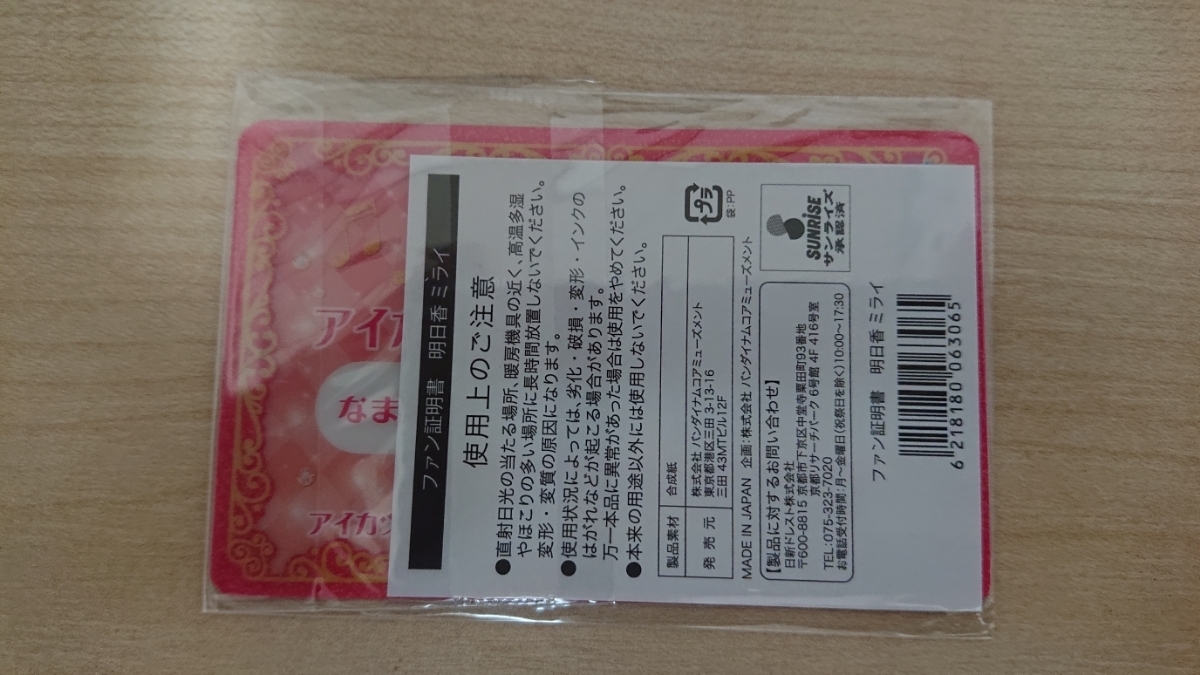 アイカ
なま
アイカツ
ファン証明書 明日香 ミライ
使用上のご注意
●直射日光の当たる場所、暖房機具の近く、高温多湿
やほこりの多い場所に長時間放置しないでください。
変形・変質の原因になります。
●使用状況によっては、劣化・破損・変形・インクの
はがれなどが起こる場合があります。
万一本品に異常があった場合は使用をやめてください。
●本来の用途以外には使用しないでください。
製品素材 合成紙
発売元 株式会社 バンダイナムコアミューズメント
東京都港区三田 3-13-16
三田 43MTビル12F
プラ
袋:PP
MADE IN JAPAN 企画:株式会社 バンダイナムコアミューズメント
【製品に対するお問い合わせ】
日新ドレスト株式会社
〒600-8815 京都市下京区中堂寺粟田町93番地
京都リサーチパーク 6号館 4F 416号室
TEL:075-323-7020
お電話受付時間:月~金曜日(祝祭日を除く)10:00~17:30
SUNRISE
サンライズ
承認済
ファン証明書 明日香 ミライ
6218180063065